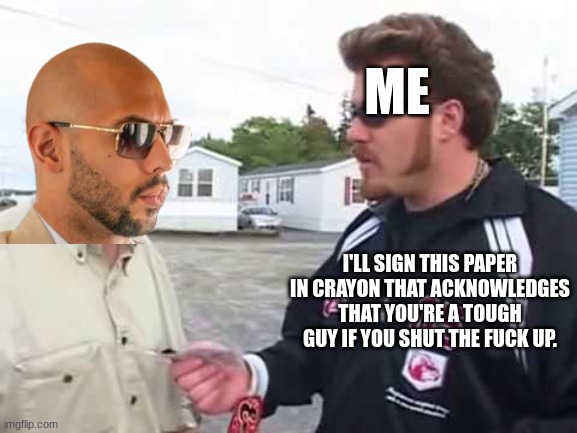 ME
I'LL SIGN THIS PAPER
IN CRAYON THAT ACKNOWLEDGES
THAT YOU'RE A TOUGH
GUY IF YOU SHUT THE FUCK UP.
imgflip.com